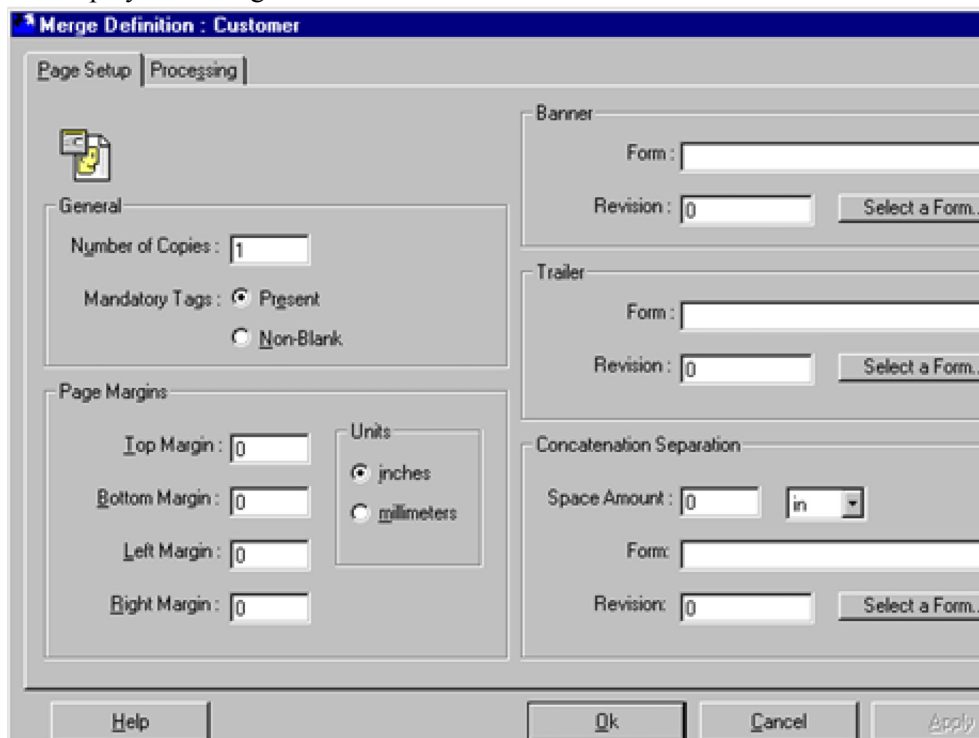 Merge Definition : Customer
Page Setup
Processing
General
Number of Copies : 1
Mandatory Tags : Present
Non-Blank
Page Margins
Top Margin : 0
Bottom Margin : 0
Left Margin : 0
Right Margin : 0
Units
inches
millimeters
Banner
Form :
Revision : 0 Select a Form..
Trailer
Form :
Revision : 0 Select a Form..
Concatenation Separation
Space Amount : 0 in
Form:
Revision: 0 Select a Form..
Help Ok Cancel Apply